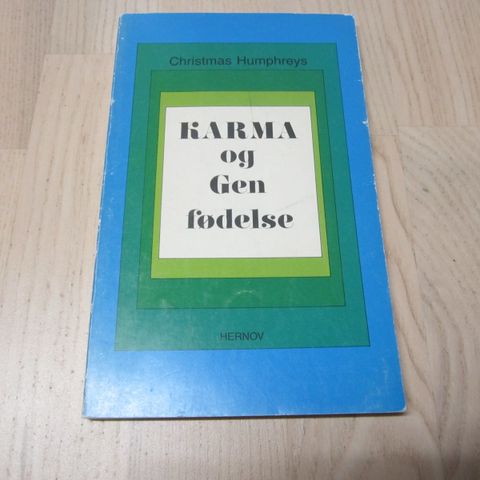 Christmas Humphreys
KARMA
og
Gen
fødelse
HERNOV